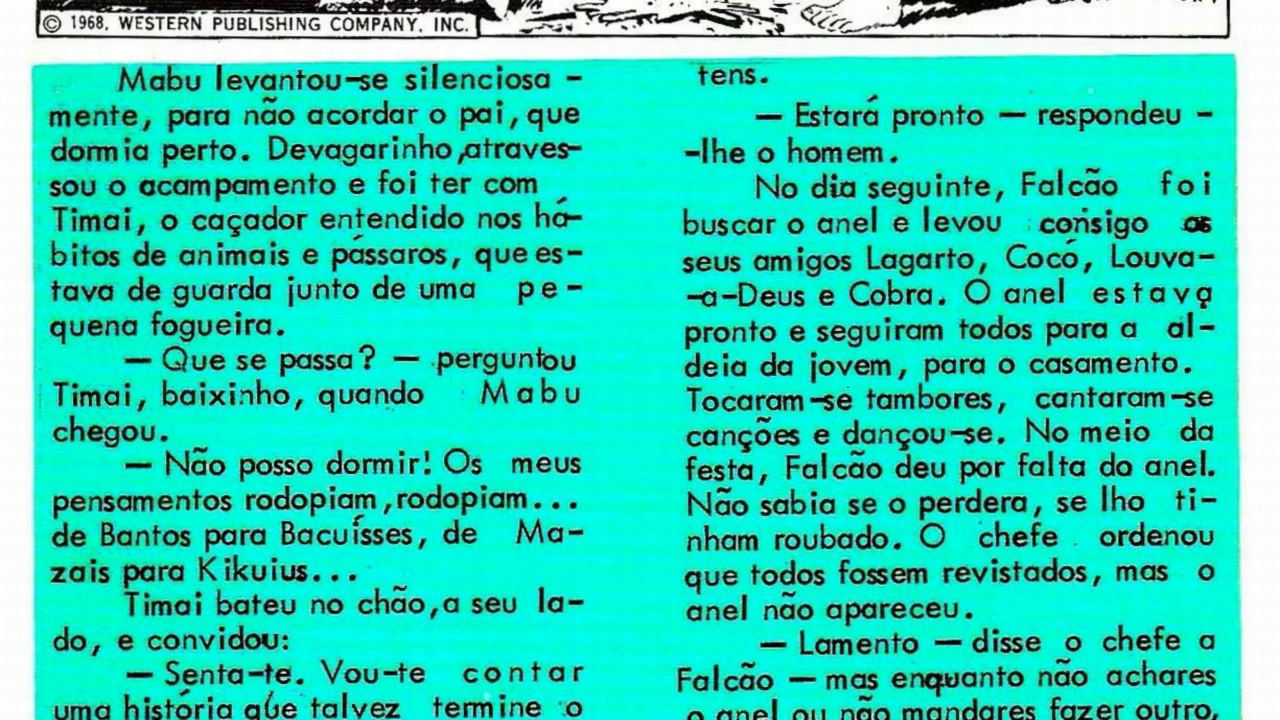 © 1968, WESTERN PUBLISHING COMPANY, INC.
Mabu levantou-se silenciosa -
mente, para não acordar o pai, que
dormia perto. Devagarinho, atraves-
sou o acampamento e foi ter com
Timai, o caçador entendido nos há-
bitos de animais e pássaros, que es-
tava de guarda junto de uma pe-
quena fogueira.
— Que se passa? — perguntou
Timai, baixinho, quando Mabu
chegou.
— Não posso dormir! Os meus
pensamentos rodopiam, rodopiam...
de Bantos para Bacuísses, de Ma-
zais para Kikuius...
Timai bateu no chão, a seu la-
do, e convidou:
— Senta-te. Vou-te contar
uma história que talvez termine o
tens.
— Estará pronto — respondeu -
-lhe o homem.
No dia seguinte, Falcão foi
buscar o anel e levou consigo os
seus amigos Lagarto, Cocó, Louva-
-a-Deus e Cobra. O anel estava
pronto e seguiram todos para a al-
deia da jovem, para o casamento.
Tocaram-se tambores, cantaram-se
canções e dançou-se. No meio da
festa, Falcão deu por falta do anel.
Não sabia se o perdera, se lho ti-
nham roubado. O chefe ordenou
que todos fossem revistados, mas o
anel não apareceu.
— Lamento — disse o chefe a
Falcão — mas enquanto não achares
o anel ou não mandares fazer outro,